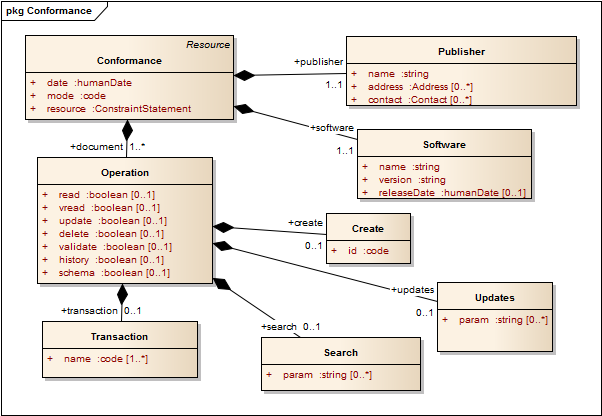 pkg Conformance
Resource
Conformance
+ date :humanDate
+ mode :code
+ resource :ConstraintStatement
+publisher
1..1
Publisher
+ name :string
+ address :Address [0..*]
+ contact :Contact [0..*]
+software
1..1
Software
+ name :string
+ version :string
+ releaseDate :humanDate [0..1]
+document 1..*
Operation
+ read :boolean [0..1]
+ vread :boolean [0..1]
+ update :boolean [0..1]
+ delete :boolean [0..1]
+ validate :boolean [0..1]
+ history :boolean [0..1]
+ schema :boolean [0..1]
+create
0..1
Create
+ id :code
+updates
0..1
Updates
+ param :string [0..*]
+transaction 0..1
Transaction
+ name :code [1..*]
+search 0..1
Search
+ param :string [0..*]